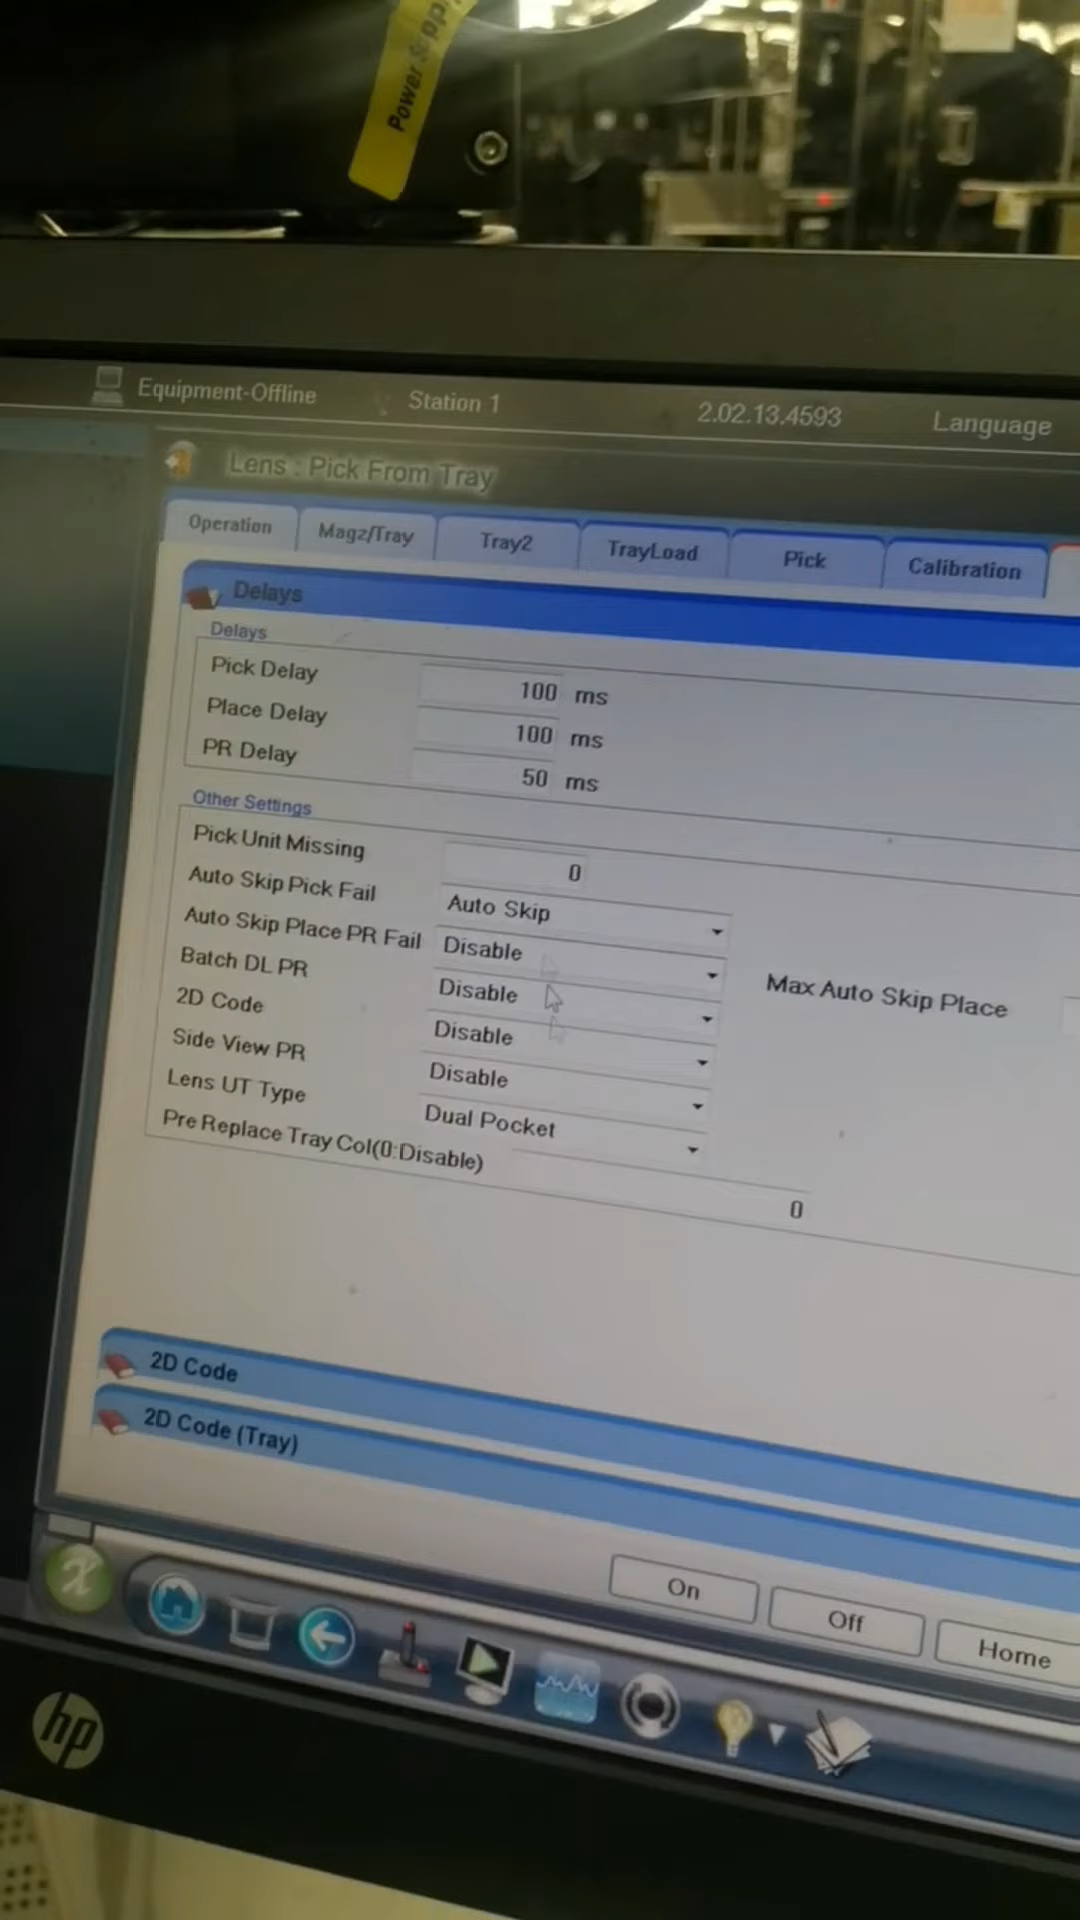 Power Supp
Equipment-Offline Station 1 2.02.13.4593 Language
Lens : Pick From Tray
Operation Magz/Tray Tray2 TrayLoad Pick Calibration
Delays
Delays
Pick Delay 100 ms
Place Delay 100 ms
PR Delay 50 ms
Other Settings
Pick Unit Missing 0
Auto Skip Pick Fail Auto Skip
Auto Skip Place PR Fail Disable Max Auto Skip Place
Batch DL PR Disable
2D Code Disable
Side View PR Disable
Lens UT Type Dual Pocket
Pre Replace Tray Col(0:Disable) 0
2D Code
2D Code (Tray)
On Off Home
hp